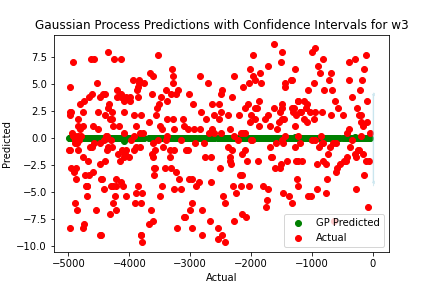 Gaussian Process Predictions with Confidence Intervals for w3
Predicted
7.5
5.0
2.5
0.0
−2.5
−5.0
−7.5
−10.0
GP Predicted
Actual
−5000 −4000 −3000 −2000 −1000 0
Actual